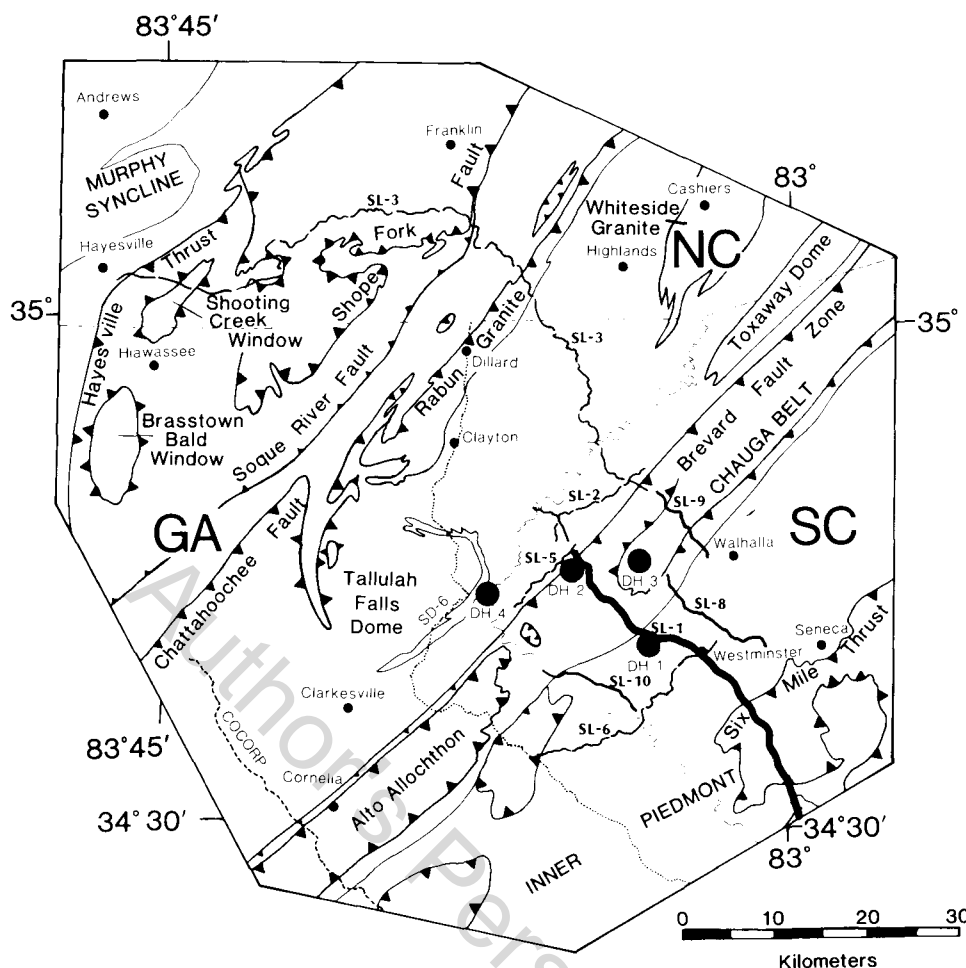 83°45′
Andrews
MURPHY
SYNCLINE
Franklin
Fault
83°
Cashiers
Whiteside
Granite
Highlands
NC
SL-3
Fork
Hayesville
Thrust
Shope
Toxaway Dome
35°
Shooting
Creek
Window
Hayesville
Hiawassee
Granite
SL-3
Zone
35°
Dillard
Rabun
Fault
Brasstown
Bald
Window
Soque River Fault
Clayton
Brevard
CHAUGA BELT
SL-2
SL-9
GA
Fault
SC
Walhalla
SL-5
DH 2
DH 3
Tallulah
Falls
Dome
SD-6
DH 4
Chattahoochee
SL-8
SL-1
Seneca
Thrust
DH 1
Westminster
Mile
SL-10
Clarkesville
83°45′
COCORP
SL-6
Six
Alto Allochthon
Cornelia
PIEDMONT
34°30′
34°30′
83°
INNER
Author's Pers
0 10 20 30
Kilometers